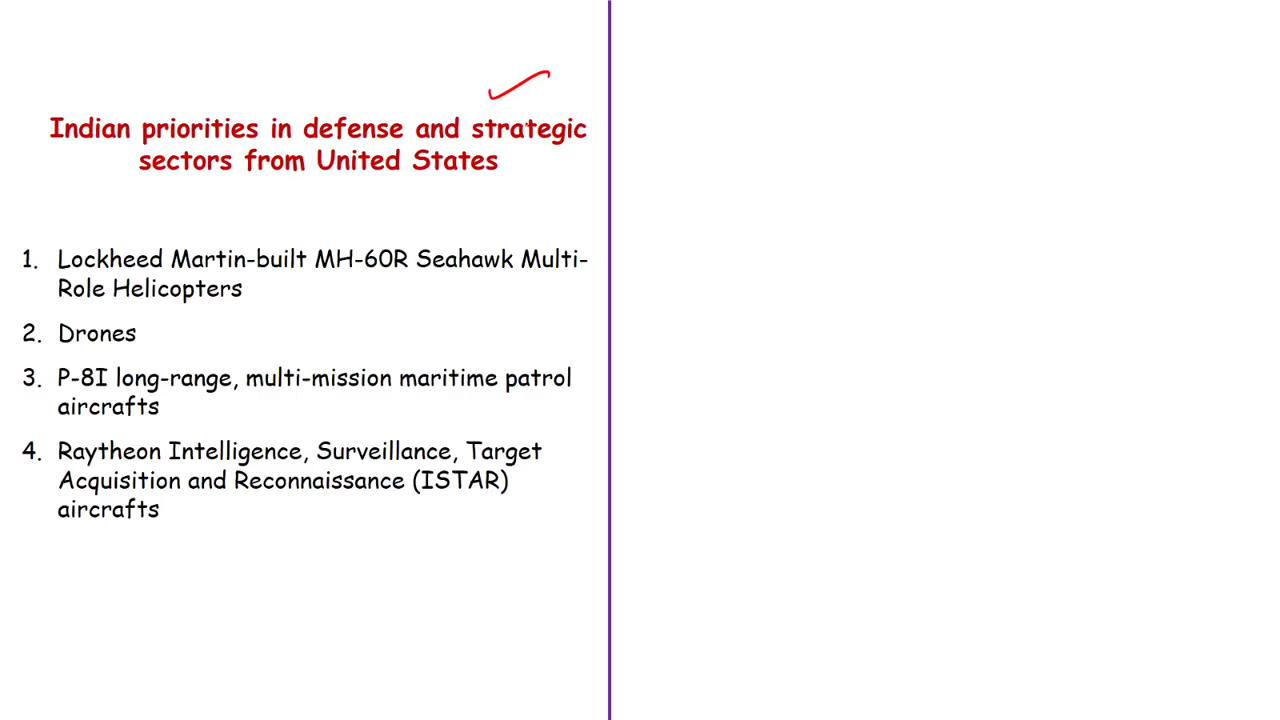 Indian priorities in defense and strategic
sectors from United States
1. Lockheed Martin-built MH-60R Seahawk Multi-
Role Helicopters
2. Drones
3. P-8I long-range, multi-mission maritime patrol
aircrafts
4. Raytheon Intelligence, Surveillance, Target
Acquisition and Reconnaissance (ISTAR)
aircrafts